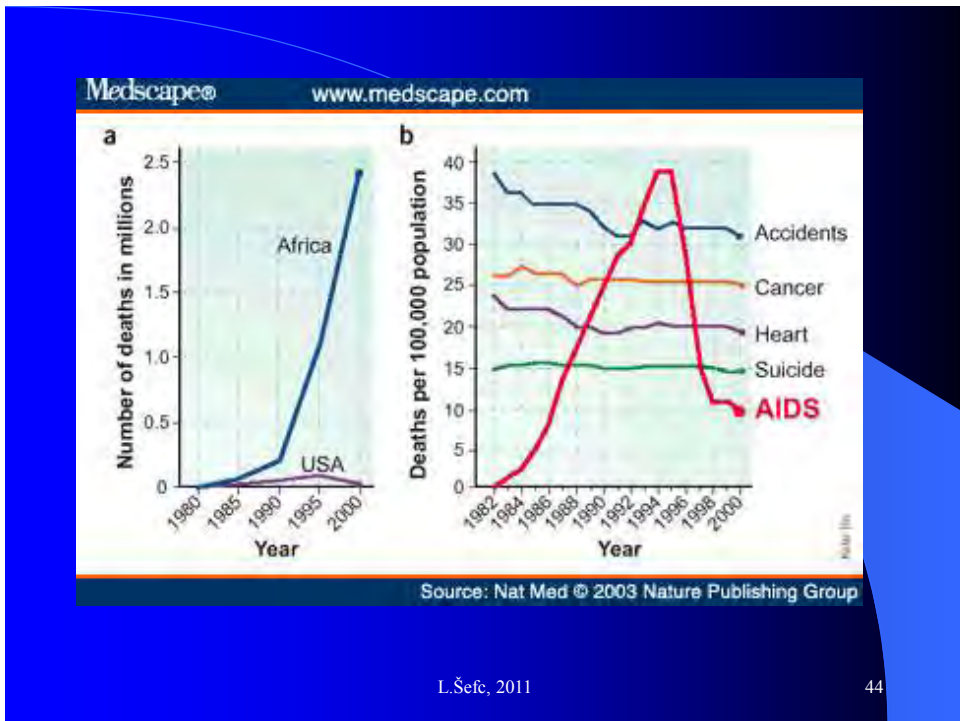 Medscape® www.medscape.com
a
Number of deaths in millions
2.5
2.0
1.5
1.0
0.5
0
Africa
USA
1980 1985 1990 1995 2000
Year
b
Deaths per 100,000 population
40
35
30
25
20
15
10
5
0
Accidents
Cancer
Heart
Suicide
AIDS
1982 1984 1986 1988 1990 1992 1994 1996 1998 2000
Year
Source: Nat Med © 2003 Nature Publishing Group
L.Šefc, 2011
44